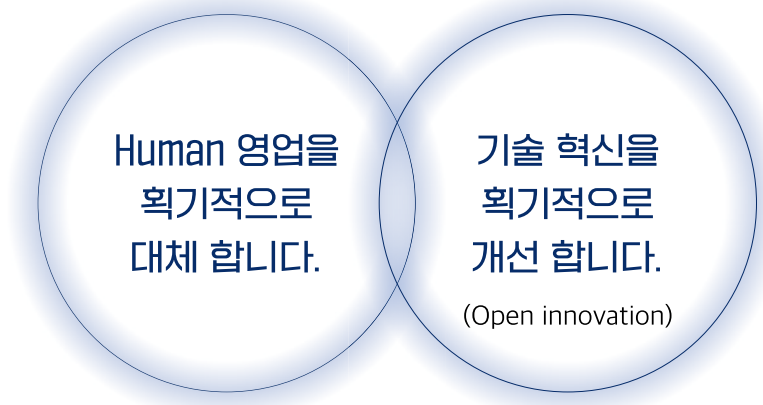 Human 영업을
획기적으로
대체 합니다.
기술 혁신을
획기적으로
개선 합니다.
(Open innovation)